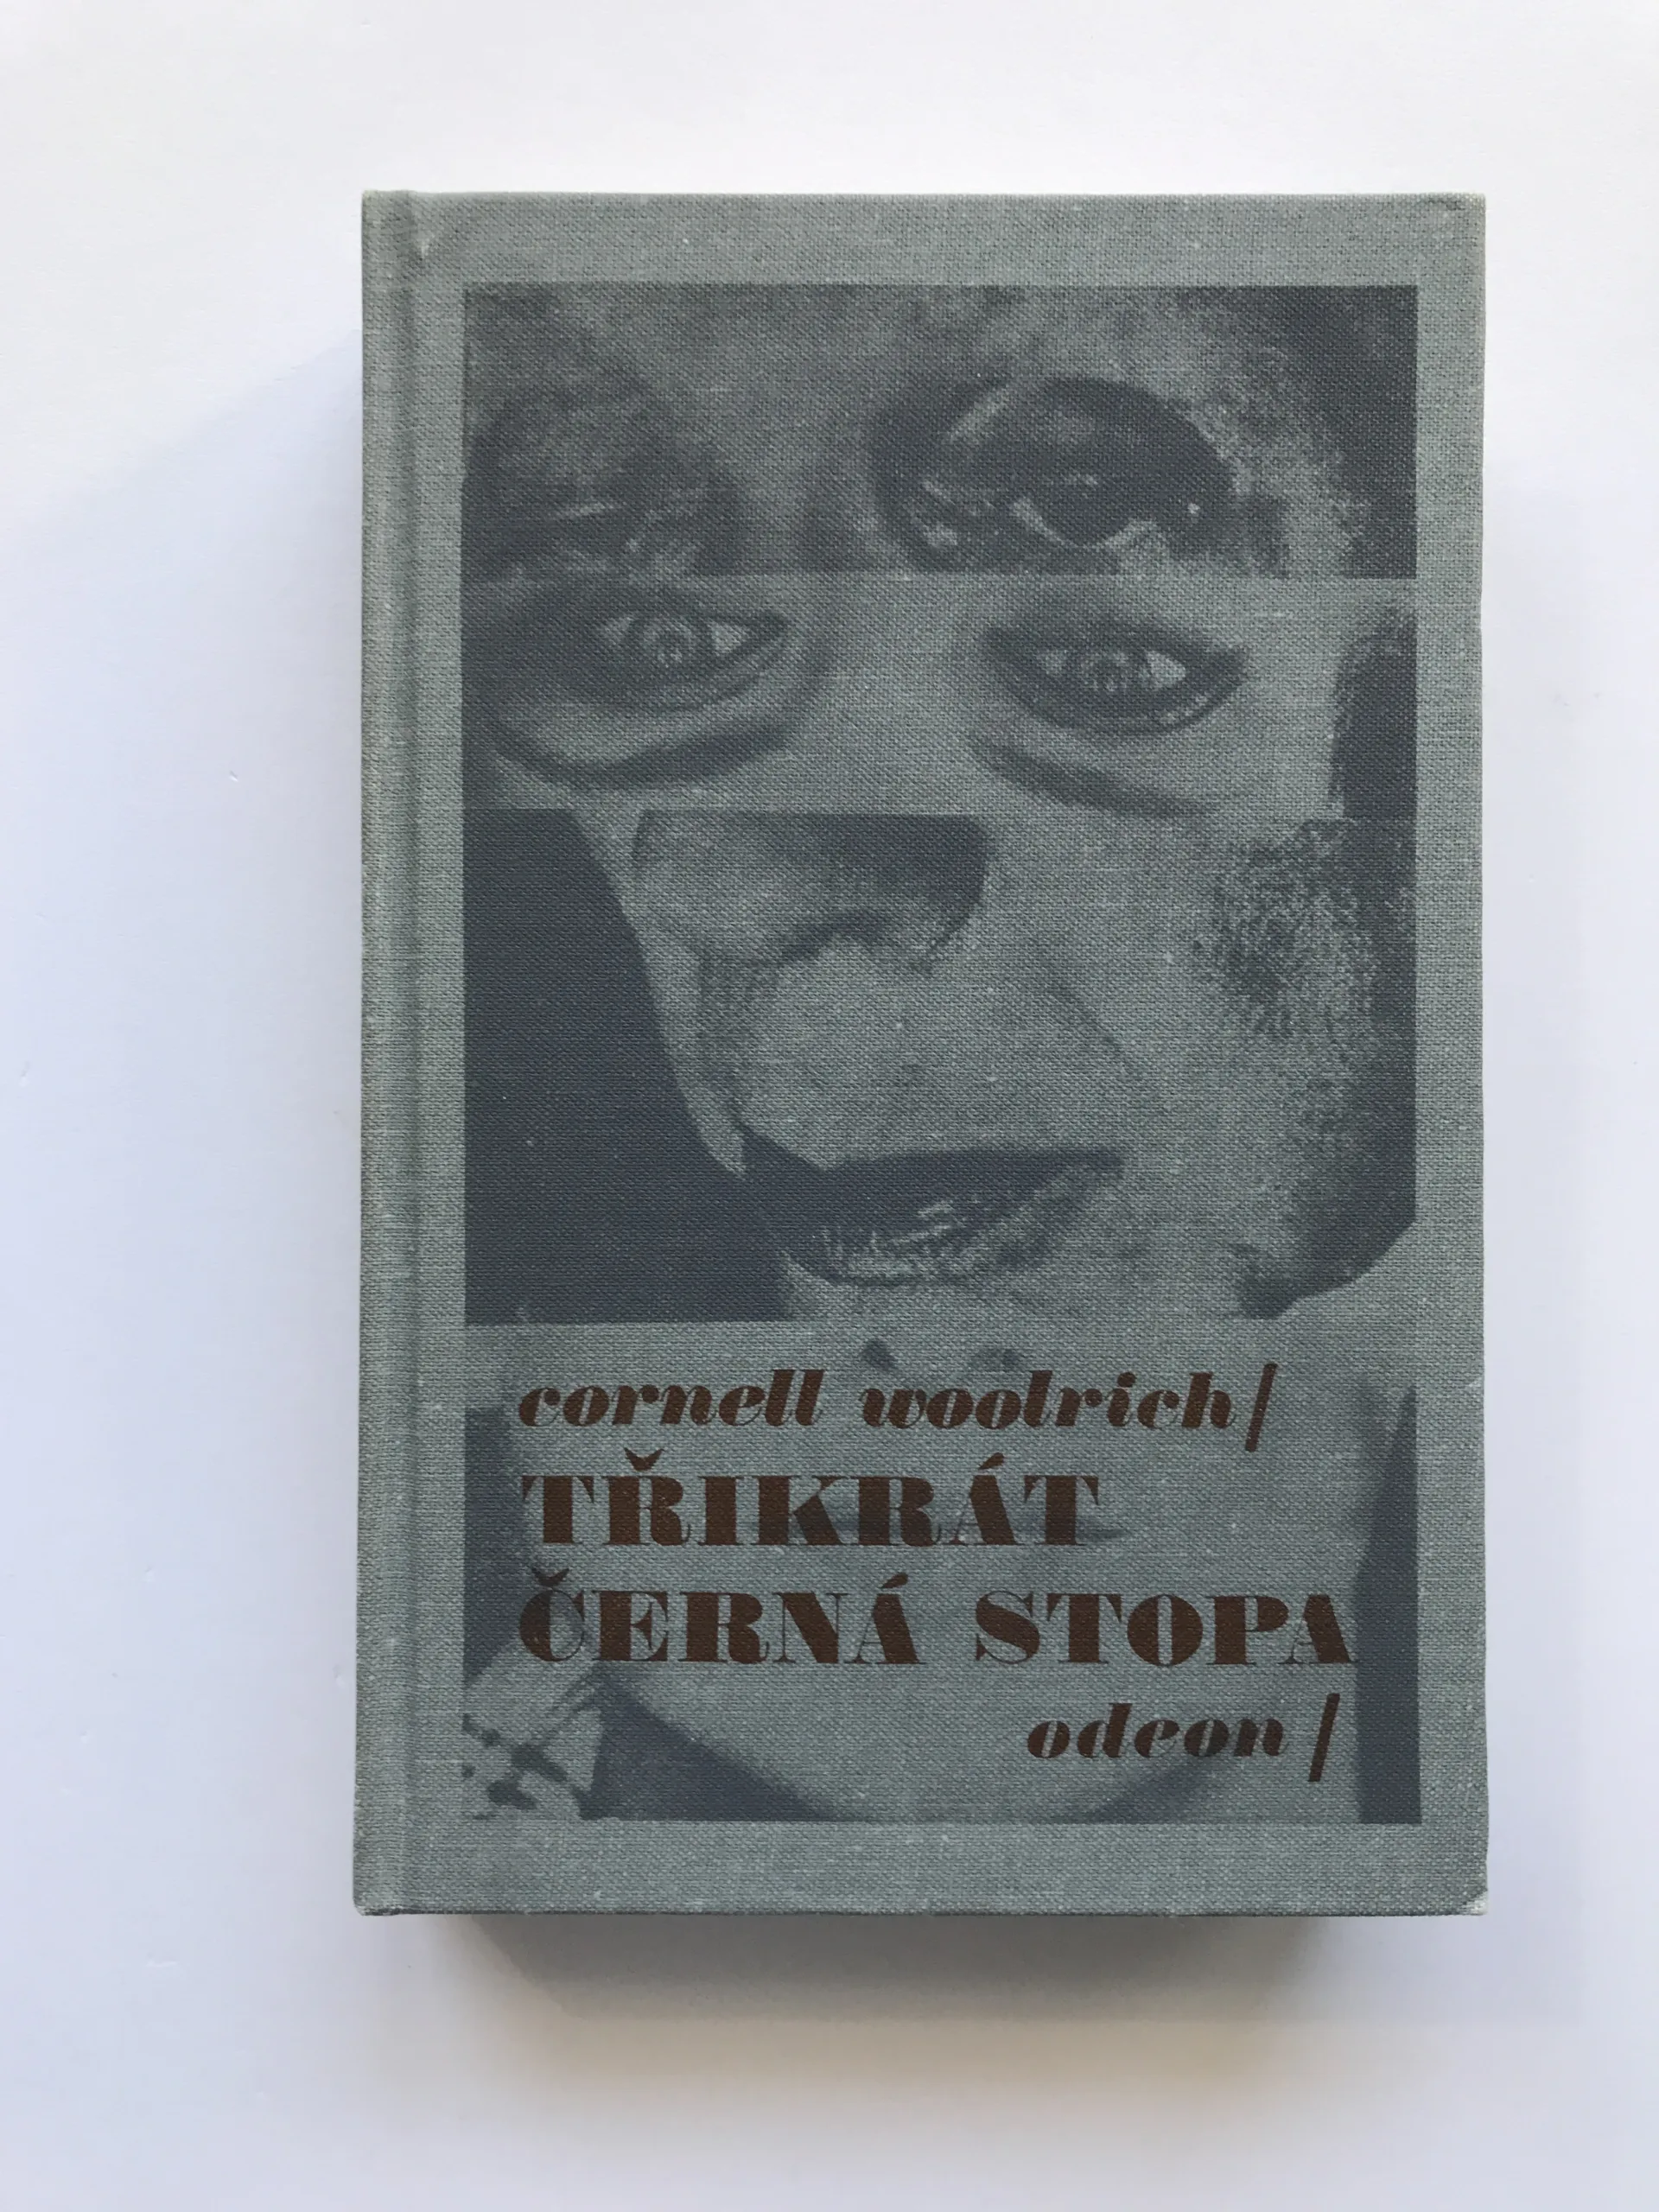 cornell woolrich/
TŘIKRÁT
ČERNÁ STOPA
odeon/